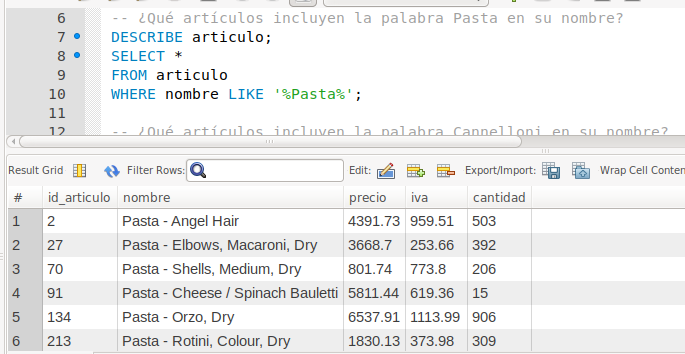 6 -- ¿Qué artículos incluyen la palabra Pasta en su nombre?
7 DESCRIBE articulo;
8 SELECT *
9 FROM articulo
10 WHERE nombre LIKE '%Pasta%';
11
12 -- ¿Qué artículos incluyen la palabra Cannelloni en su nombre?
Result Grid Filter Rows: Edit: Export/Import: Wrap Cell Conten
# id_articulo nombre precio iva cantidad
1 2 Pasta - Angel Hair 4391.73 959.51 503
2 27 Pasta - Elbows, Macaroni, Dry 3668.7 253.66 392
3 70 Pasta - Shells, Medium, Dry 801.74 773.8 206
4 91 Pasta - Cheese / Spinach Bauletti 5811.44 619.36 15
5 134 Pasta - Orzo, Dry 6537.91 1113.99 906
6 213 Pasta - Rotini, Colour, Dry 1830.13 373.98 309